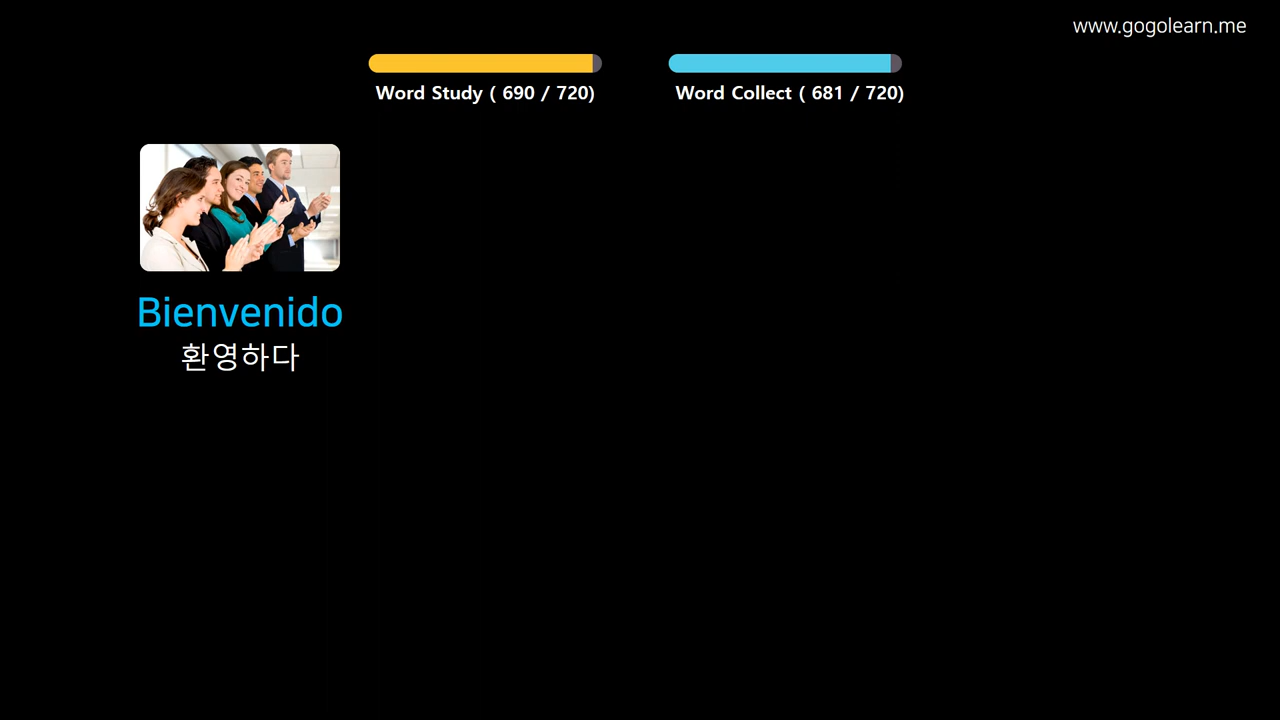 www.gogolearn.me
Word Study ( 690 / 720)
Word Collect ( 681 / 720)
Bienvenido
환영하다